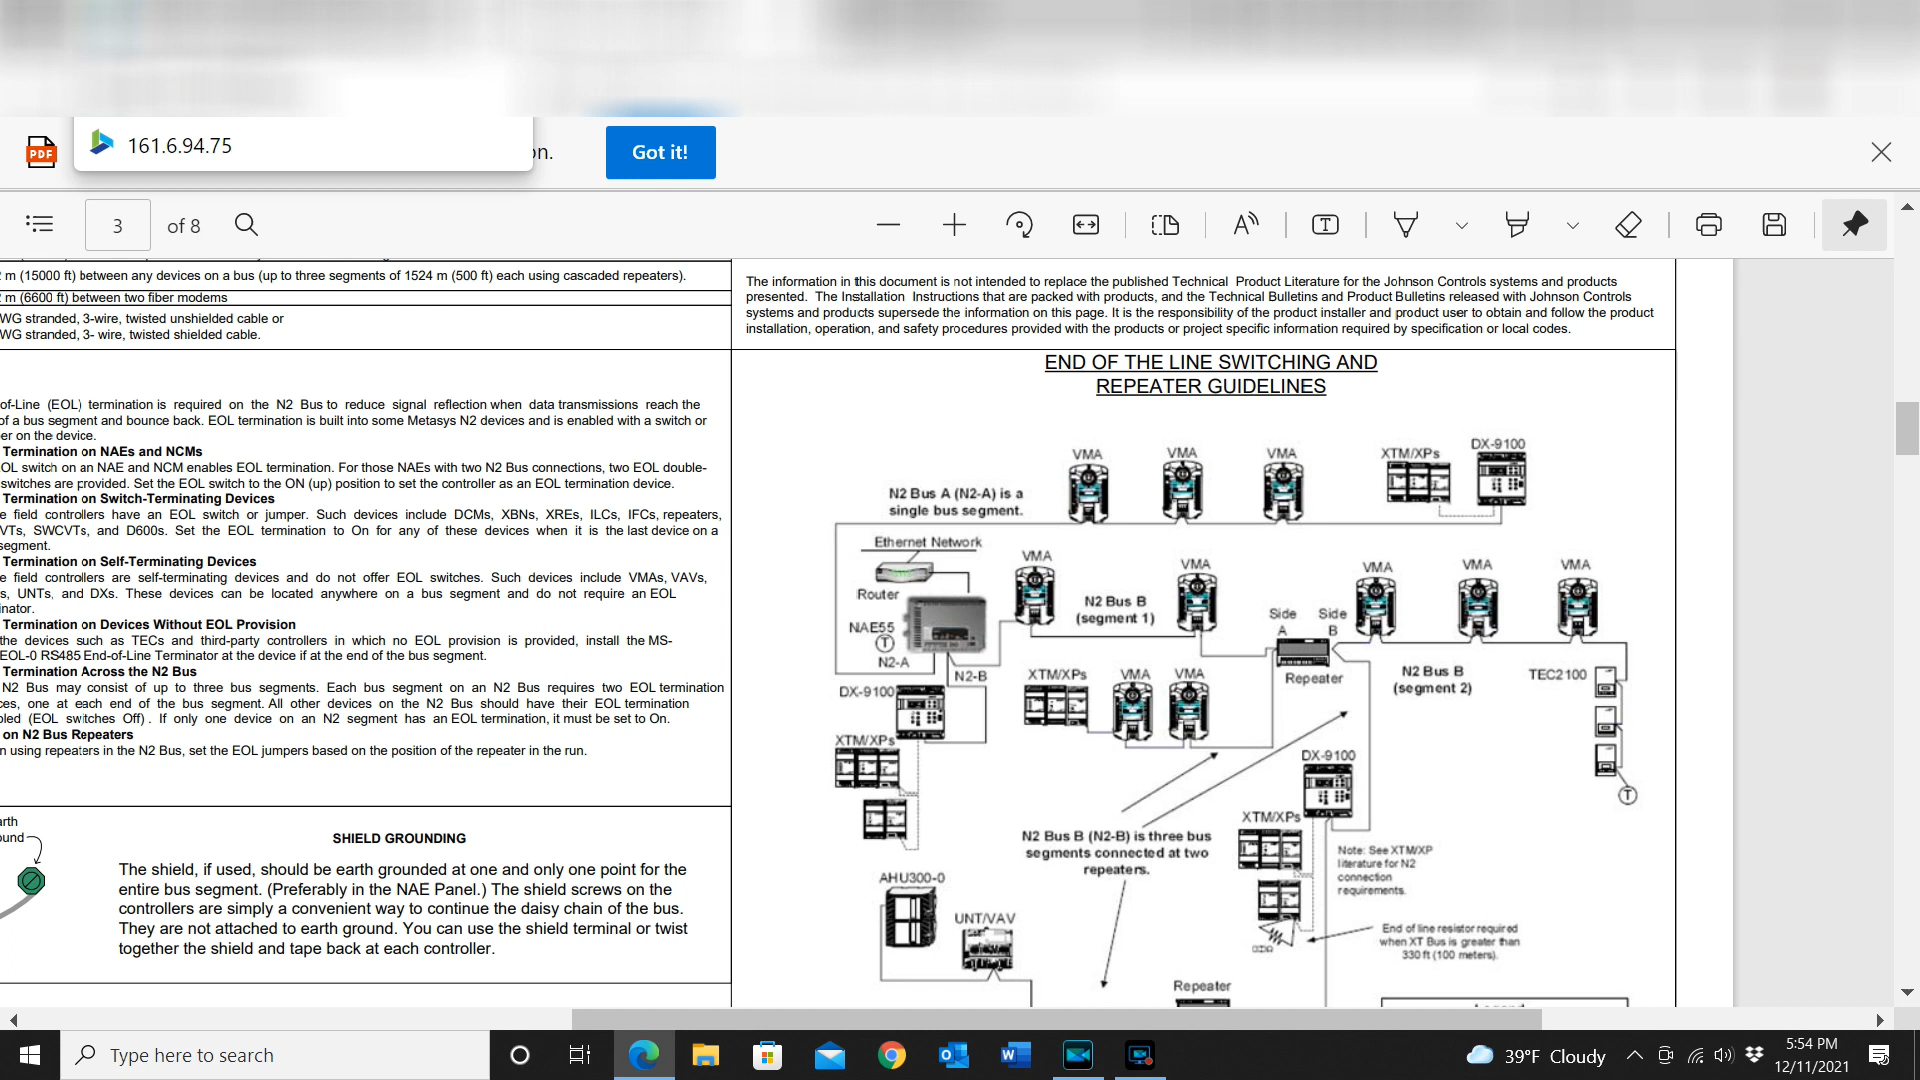 161.6.94.75
on.
Got it!
PDF
3 of 8
m (15000 ft) between any devices on a bus (up to three segments of 1524 m (500 ft) each using cascaded repeaters).
m (6600 ft) between two fiber modems
WG stranded, 3-wire, twisted unshielded cable or
WG stranded, 3- wire, twisted shielded cable.
of-Line (EOL) termination is required on the N2 Bus to reduce signal reflection when data transmissions reach the
of a bus segment and bounce back. EOL termination is built into some Metasys N2 devices and is enabled with a switch or
er on the device.
Termination on NAEs and NCMs
OL switch on an NAE and NCM enables EOL termination. For those NAEs with two N2 Bus connections, two EOL double-
switches are provided. Set the EOL switch to the ON (up) position to set the controller as an EOL termination device.
Termination on Switch-Terminating Devices
e field controllers have an EOL switch or jumper. Such devices include DCMs, XBNs, XREs, ILCs, IFCs, repeaters,
VTs, SWCVTs, and D600s. Set the EOL termination to On for any of these devices when it is the last device on a
segment.
Termination on Self-Terminating Devices
e field controllers are self-terminating devices and do not offer EOL switches. Such devices include VMAs, VAVs,
s, UNTs, and DXs. These devices can be located anywhere on a bus segment and do not require an EOL
inator.
Termination on Devices Without EOL Provision
the devices such as TECs and third-party controllers in which no EOL provision is provided, install the MS-
EOL-0 RS485 End-of-Line Terminator at the device if at the end of the bus segment.
Termination Across the N2 Bus
N2 Bus may consist of up to three bus segments. Each bus segment on an N2 Bus requires two EOL termination
ces, one at each end of the bus segment. All other devices on the N2 Bus should have their EOL termination
bled (EOL switches Off) . If only one device on an N2 segment has an EOL termination, it must be set to On.
on N2 Bus Repeaters
n using repeaters in the N2 Bus, set the EOL jumpers based on the position of the repeater in the run.
arth
ound
SHIELD GROUNDING
The shield, if used, should be earth grounded at one and only one point for the
entire bus segment. (Preferably in the NAE Panel.) The shield screws on the
controllers are simply a convenient way to continue the daisy chain of the bus.
They are not attached to earth ground. You can use the shield terminal or twist
together the shield and tape back at each controller.
The information in this document is not intended to replace the published Technical Product Literature for the Johnson Controls systems and products
presented. The Installation Instructions that are packed with products, and the Technical Bulletins and Product Bulletins released with Johnson Controls
systems and products supersede the information on this page. It is the responsibility of the product installer and product user to obtain and follow the product
installation, operation, and safety procedures provided with the products or project specific information required by specification or local codes.
END OF THE LINE SWITCHING AND
REPEATER GUIDELINES
VMA VMA VMA XTM/XPs DX-9100
N2 Bus A (N2-A) is a
single bus segment.
Ethernet Network
Router
NAE55
T
N2-A
N2-B
VMA
N2 Bus B
(segment 1)
VMA
Side A
Side B
Repeater
VMA VMA VMA
N2 Bus B
(segment 2)
TEC2100
T
DX-9100
XTM/XPs
XTM/XPs VMA VMA
DX-9100
XTM/XPs
N2 Bus B (N2-B) is three bus
segments connected at two
repeaters.
Note: See XTM/XP
literature for N2
connection
requirements.
End of line resistor required
when XT Bus is greater than
330 ft (100 meters).
AHU300-0
UNT/VAV
Repeater
Type here to search
39°F Cloudy
5:54 PM
12/11/2021